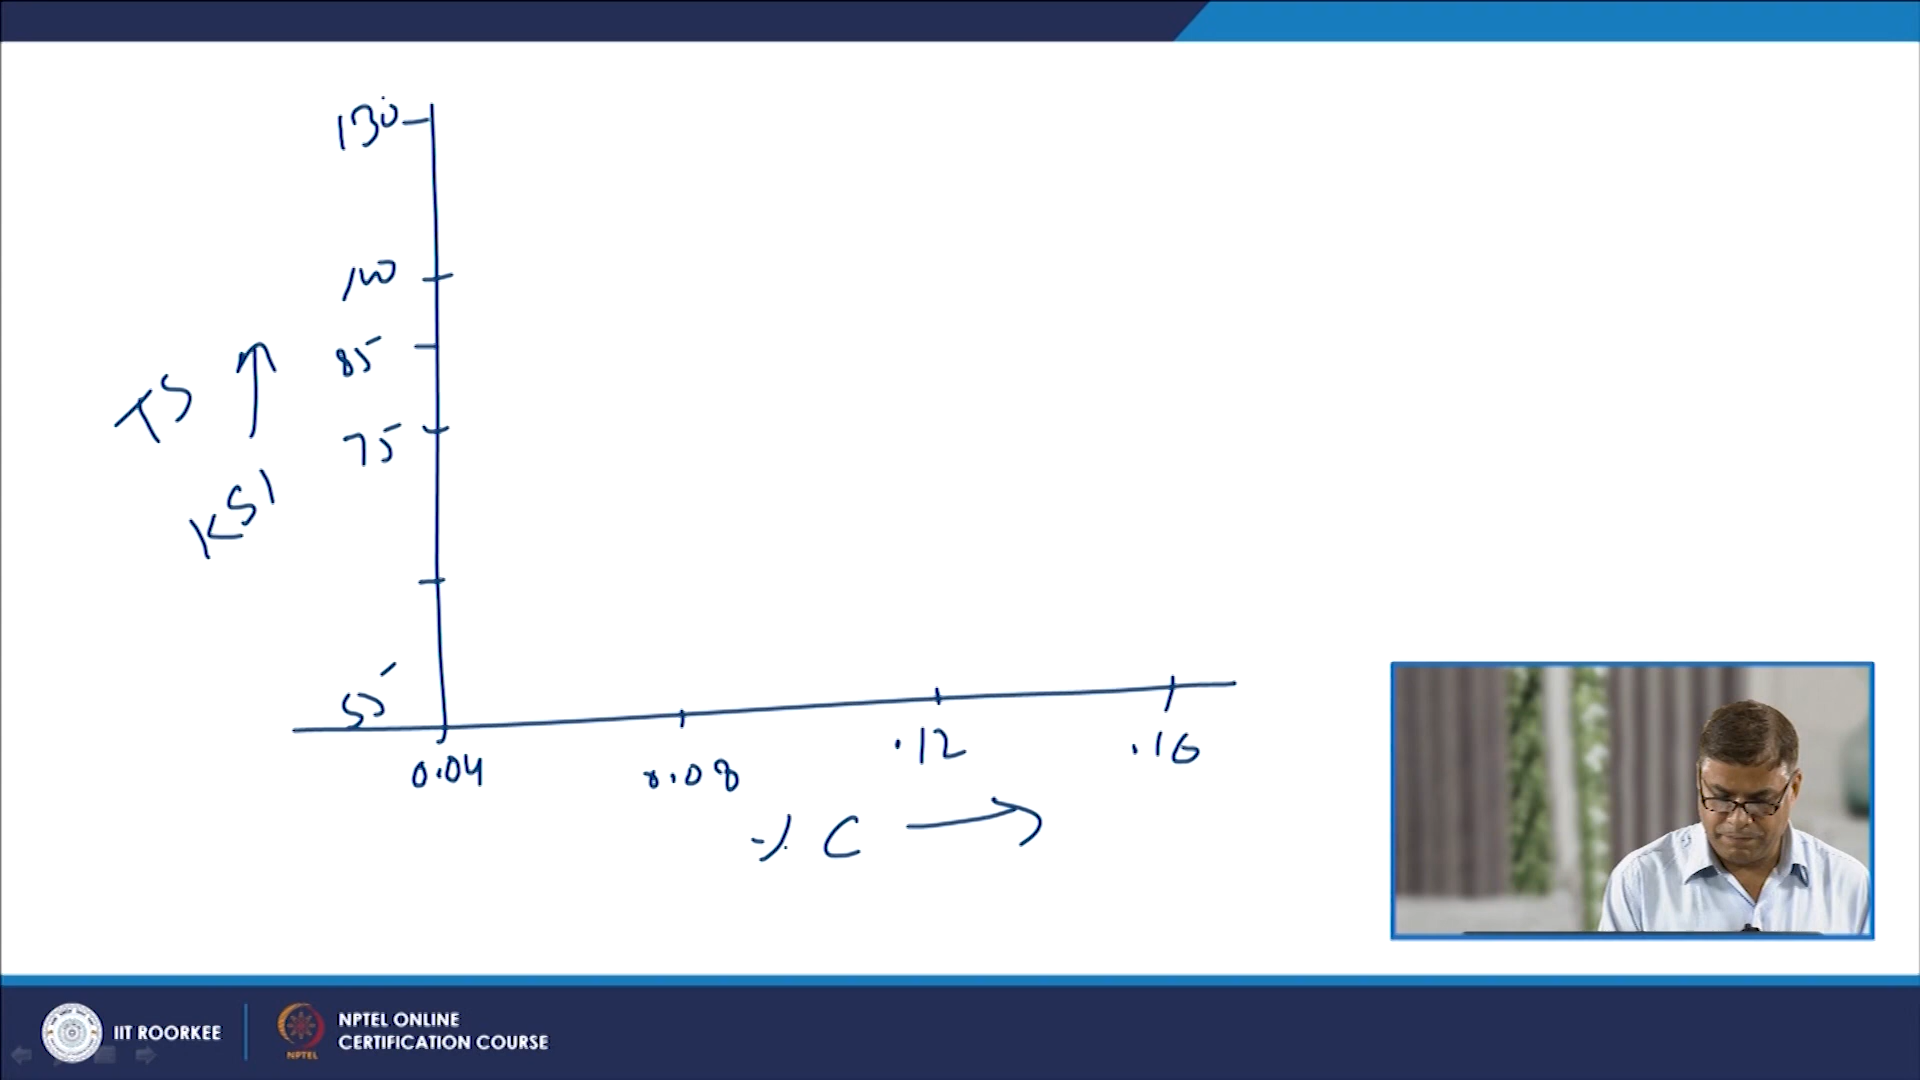 130
100
85
TS
75
KSI
55
0.04 0.08 .12 .16
% C
IIT ROORKEE
NPTEL
NPTEL ONLINE
CERTIFICATION COURSE